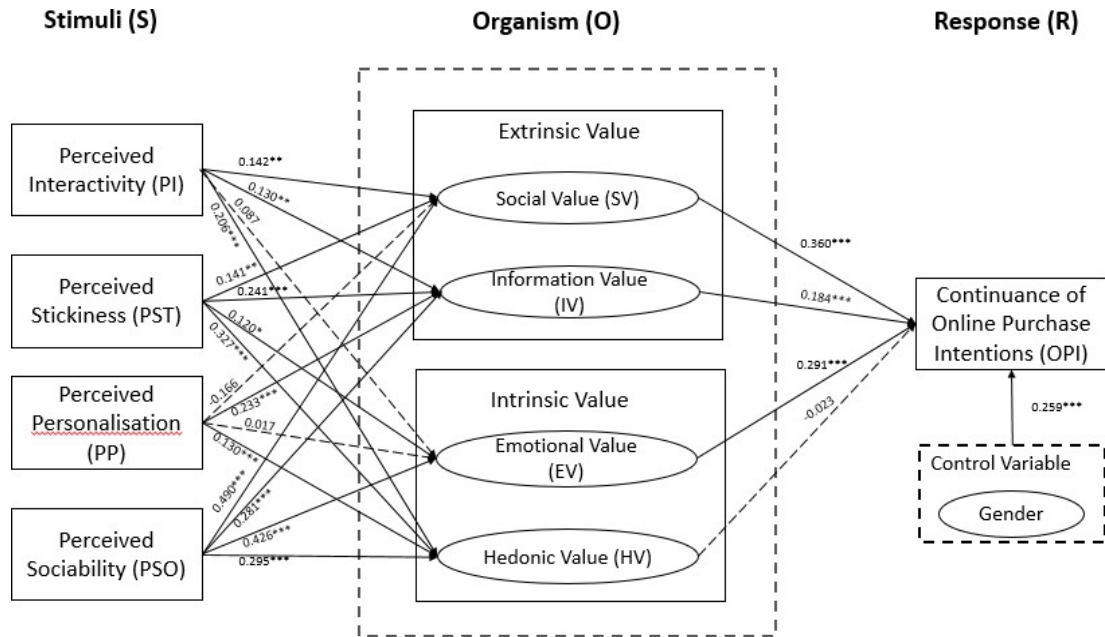 Stimuli (S)
Organism (O)
Response (R)
Perceived
Interactivity (PI)
Perceived
Stickiness (PST)
Perceived
Personalisation
(PP)
Perceived
Sociability (PSO)
0.142**
0.130**
0.087
0.206***
0.141**
0.241***
0.120*
0.327***
-0.166
0.233***
0.017
0.130***
0.490***
0.281***
0.426***
0.295***
Extrinsic Value
Social Value (SV)
Information Value
(IV)
Intrinsic Value
Emotional Value
(EV)
Hedonic Value (HV)
0.360***
0.184***
0.291***
-0.023
Continuance of
Online Purchase
Intentions (OPI)
0.259***
Control Variable
Gender